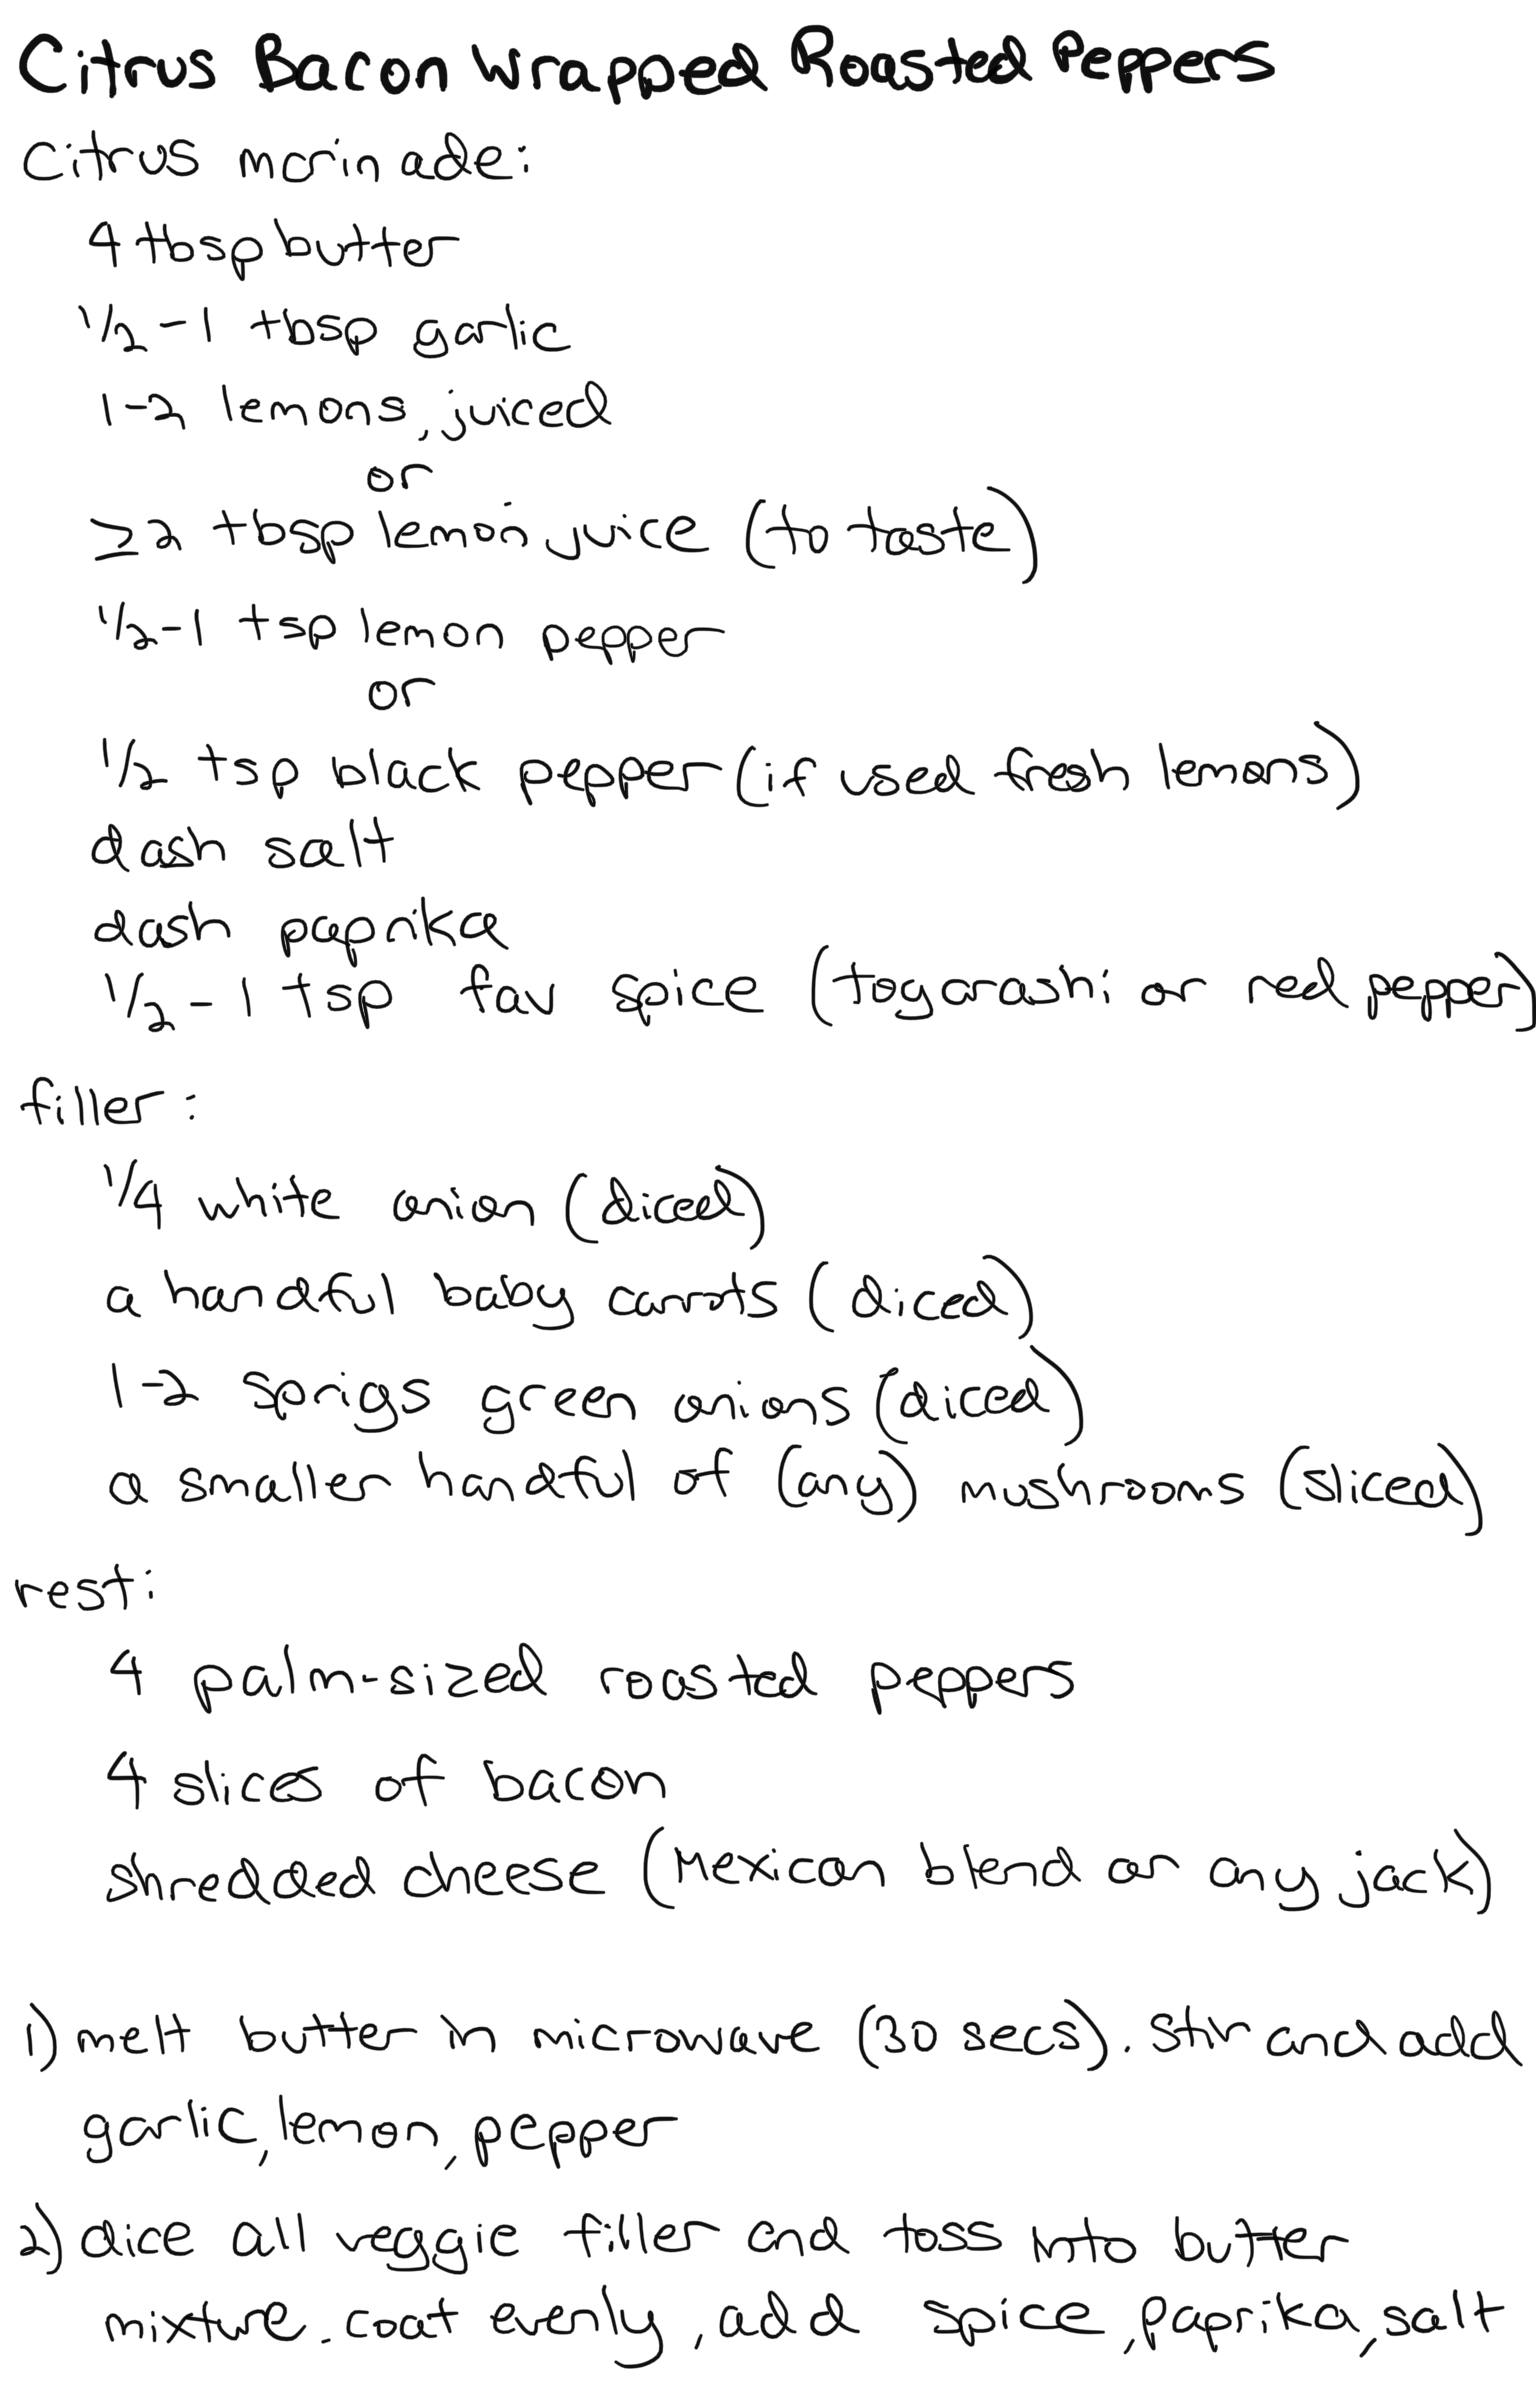 Citrus Bacon Wrapped Roasted Peppers
Citrus marinade:
4 tbsp butter
1/2-1 tbsp garlic
1-2 lemons, juiced
or
≥2 tbsp lemon juice (to taste)
1/2-1 tsp lemon pepper
or
1/2 tsp black pepper (if used fresh lemons)
dash salt
dash paprika
1/2-1 tsp fav spice (togarashi or red pepper)
filler:
1/4 white onion (diced)
a handful baby carrots (diced)
1-2 sprigs green onions (diced)
a smaller handful of (any) mushrooms (sliced)
rest:
4 palm-sized roasted peppers
4 slices of bacon
shredded cheese (Mexican blend or any jack)
1) melt butter in microwave (30 secs). Stir and add
garlic, lemon, pepper
2) dice all veggie filler and toss into butter
mixture. coat evenly, add spice, paprika, salt